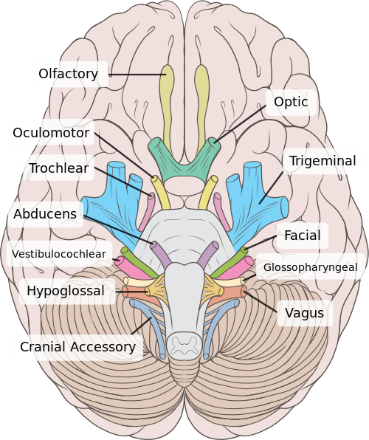 Olfactory
Optic
Oculomotor
Trigeminal
Trochlear
Abducens
Facial
Vestibulocochlear
Glossopharyngeal
Hypoglossal
Vagus
Cranial Accessory